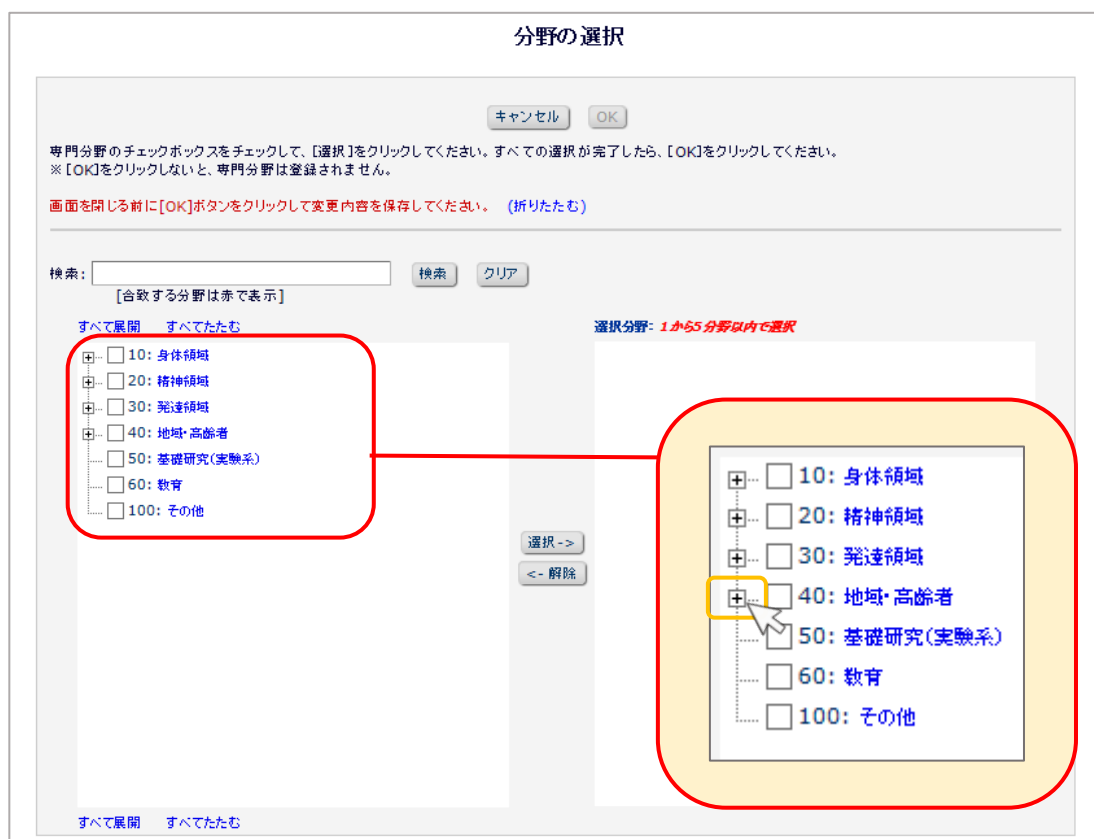 分野の選択
キャンセル OK
専門分野のチェックボックスをチェックして、[選択]をクリックしてください。すべての選択が完了したら、[OK]をクリックしてください。
※[OK]をクリックしないと、専門分野は登録されません。
画面を閉じる前に[OK]ボタンをクリックして変更内容を保存してください。 (折りたたむ)
検索: 検索 クリア
[合致する分野は赤で表示]
すべて展開 すべてたたむ
10: 身体領域
20: 精神領域
30: 発達領域
40: 地域・高齢者
50: 基礎研究(実験系)
60: 教育
100: その他
選択->
<- 解除
選択分野: 1から5分野以内で選択
10: 身体領域
20: 精神領域
30: 発達領域
40: 地域・高齢者
50: 基礎研究(実験系)
60: 教育
100: その他
すべて展開 すべてたたむ